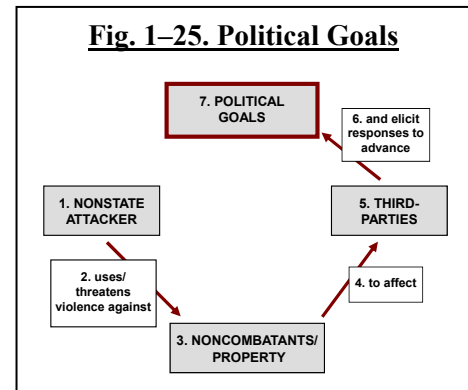 Fig. 1–25. Political Goals
7. POLITICAL
GOALS
6. and elicit
responses to
advance
1. NONSTATE
ATTACKER
5. THIRD-
PARTIES
2. uses/
threatens
violence against
4. to affect
3. NONCOMBATANTS/
PROPERTY